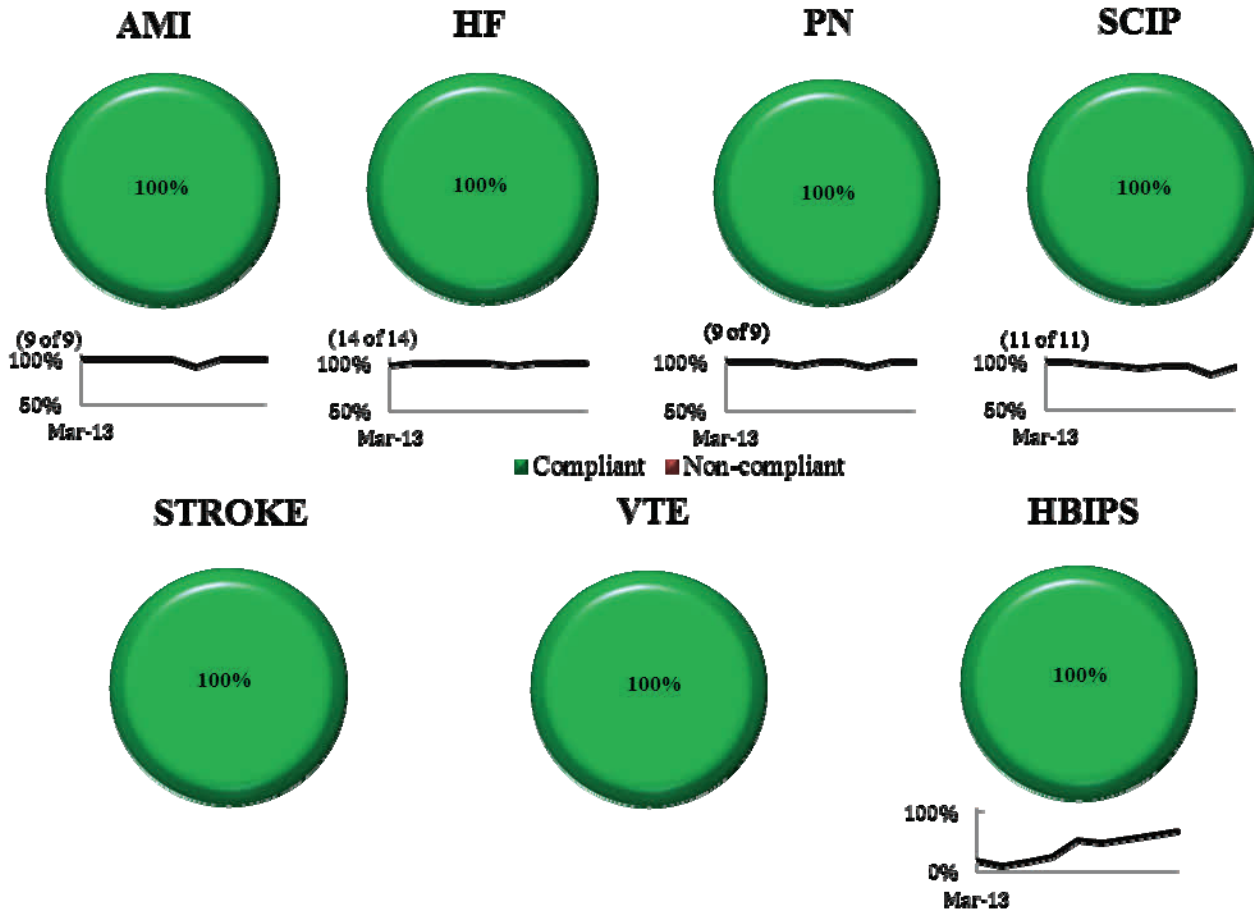 AMI
HF
PN
SCIP
100%
100%
100%
100%
(9 of 9)
100%
50%
Mar-13
(14 of 14)
100%
50%
Mar-13
(9 of 9)
100%
50%
Mar-13
(11 of 11)
100%
50%
Mar-13
Compliant Non-compliant
STROKE
VTE
HBIPS
100%
100%
100%
100%
0%
Mar-13